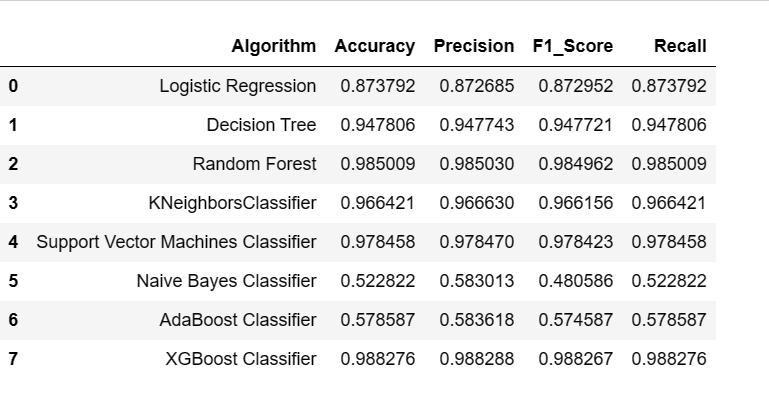 Algorithm Accuracy Precision F1_Score Recall
0 Logistic Regression 0.873792 0.872685 0.872952 0.873792
1 Decision Tree 0.947806 0.947743 0.947721 0.947806
2 Random Forest 0.985009 0.985030 0.984962 0.985009
3 KNeighborsClassifier 0.966421 0.966630 0.966156 0.966421
4 Support Vector Machines Classifier 0.978458 0.978470 0.978423 0.978458
5 Naive Bayes Classifier 0.522822 0.583013 0.480586 0.522822
6 AdaBoost Classifier 0.578587 0.583618 0.574587 0.578587
7 XGBoost Classifier 0.988276 0.988288 0.988267 0.988276